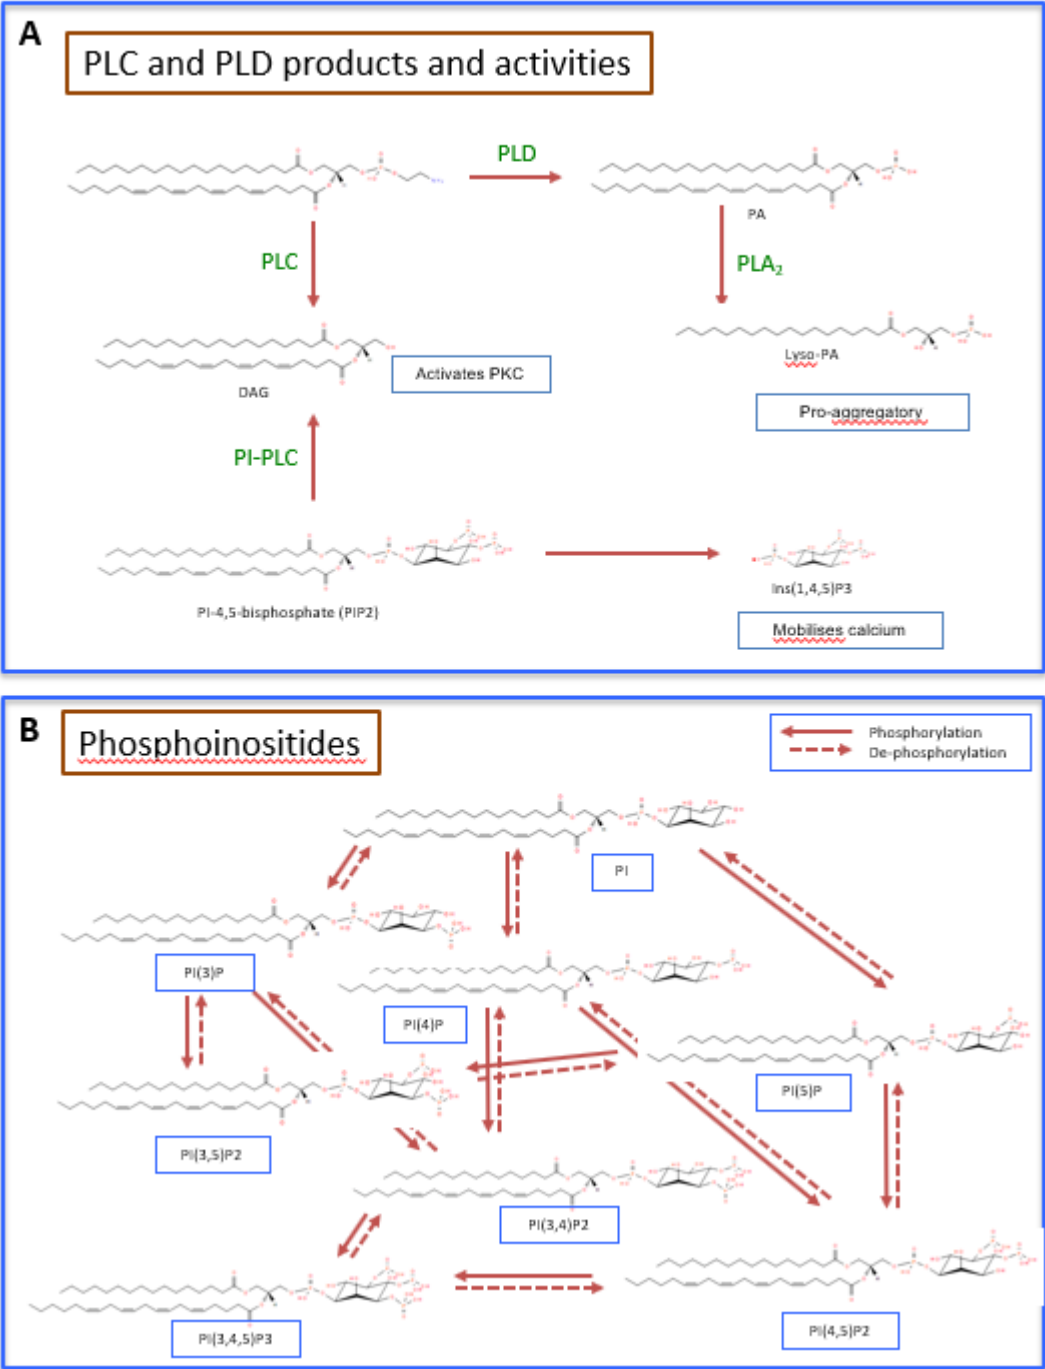 A
PLC and PLD products and activities
PLD
PA
PLC
PLA₂
DAG
Activates PKC
Lyso-PA
Pro-aggregatory
PI-PLC
PI-4,5-bisphosphate (PIP2)
Ins(1,4,5)P3
Mobilises calcium
B
Phosphoinositides
Phosphorylation
De-phosphorylation
PI
PI(3)P
PI(4)P
PI(5)P
PI(3,5)P2
PI(3,4)P2
PI(4,5)P2
PI(3,4,5)P3